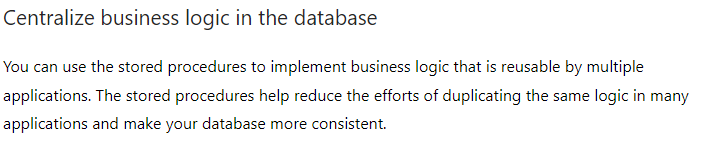 Centralize business logic in the database
You can use the stored procedures to implement business logic that is reusable by multiple
applications. The stored procedures help reduce the efforts of duplicating the same logic in many
applications and make your database more consistent.